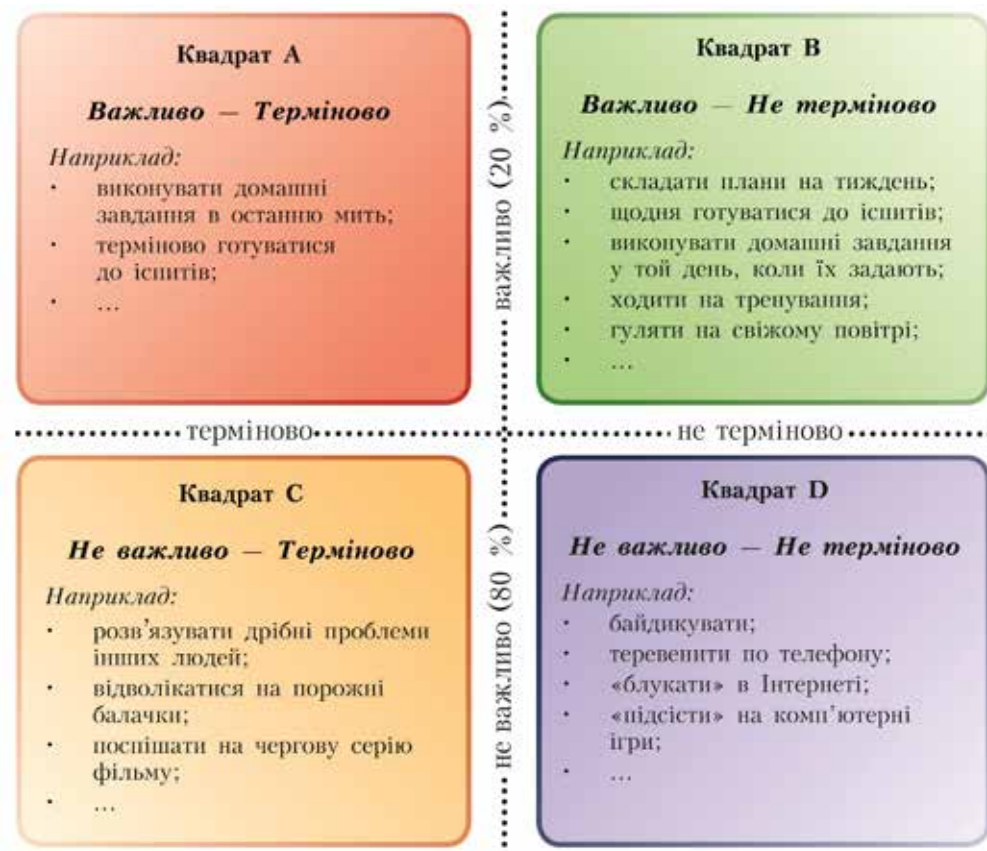 Квадрат А
Важливо — Терміново
Наприклад:
· виконувати домашні
завдання в останню мить;
· терміново готуватися
до іспитів;
· ...
важливо (20 %)
Квадрат В
Важливо — Не терміново
Наприклад:
· складати плани на тиждень;
· щодня готуватися до іспитів;
· виконувати домашні завдання
у той день, коли їх задають;
· ходити на тренування;
· гуляти на свіжому повітрі;
· ...
терміново
не терміново
Квадрат С
Не важливо — Терміново
Наприклад:
· розв’язувати дрібні проблеми
інших людей;
· відволікатися на порожні
балачки;
· поспішати на чергову серію
фільму;
· ...
не важливо (80 %)
Квадрат D
Не важливо — Не терміново
Наприклад:
· байдикувати;
· теревенити по телефону;
· «блукати» в Інтернеті;
· «підсісти» на комп’ютерні
ігри;
· ...